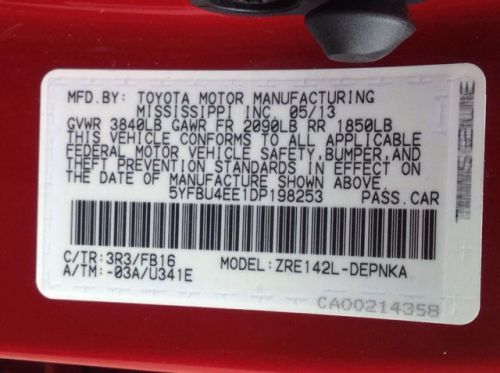 MFD.BY: TOYOTA MOTOR MANUFACTURING
MISSISSIPPI INC. 05/13
GVWR 3840LB GAWR FR 2090LB RR 1850LB
THIS VEHICLE CONFORMS TO ALL APPLICABLE
FEDERAL MOTOR VEHICLE SAFETY,BUMPER,AND
THEFT PREVENTION STANDARDS IN EFFECT ON
THE DATE OF MANUFACTURE SHOWN ABOVE.
5YFBU4EE1DP198253 PASS.CAR
C/TR:3R3/FB16
A/TM:-03A/U341E
MODEL:ZRE142L-DEPNKA
CA00214358